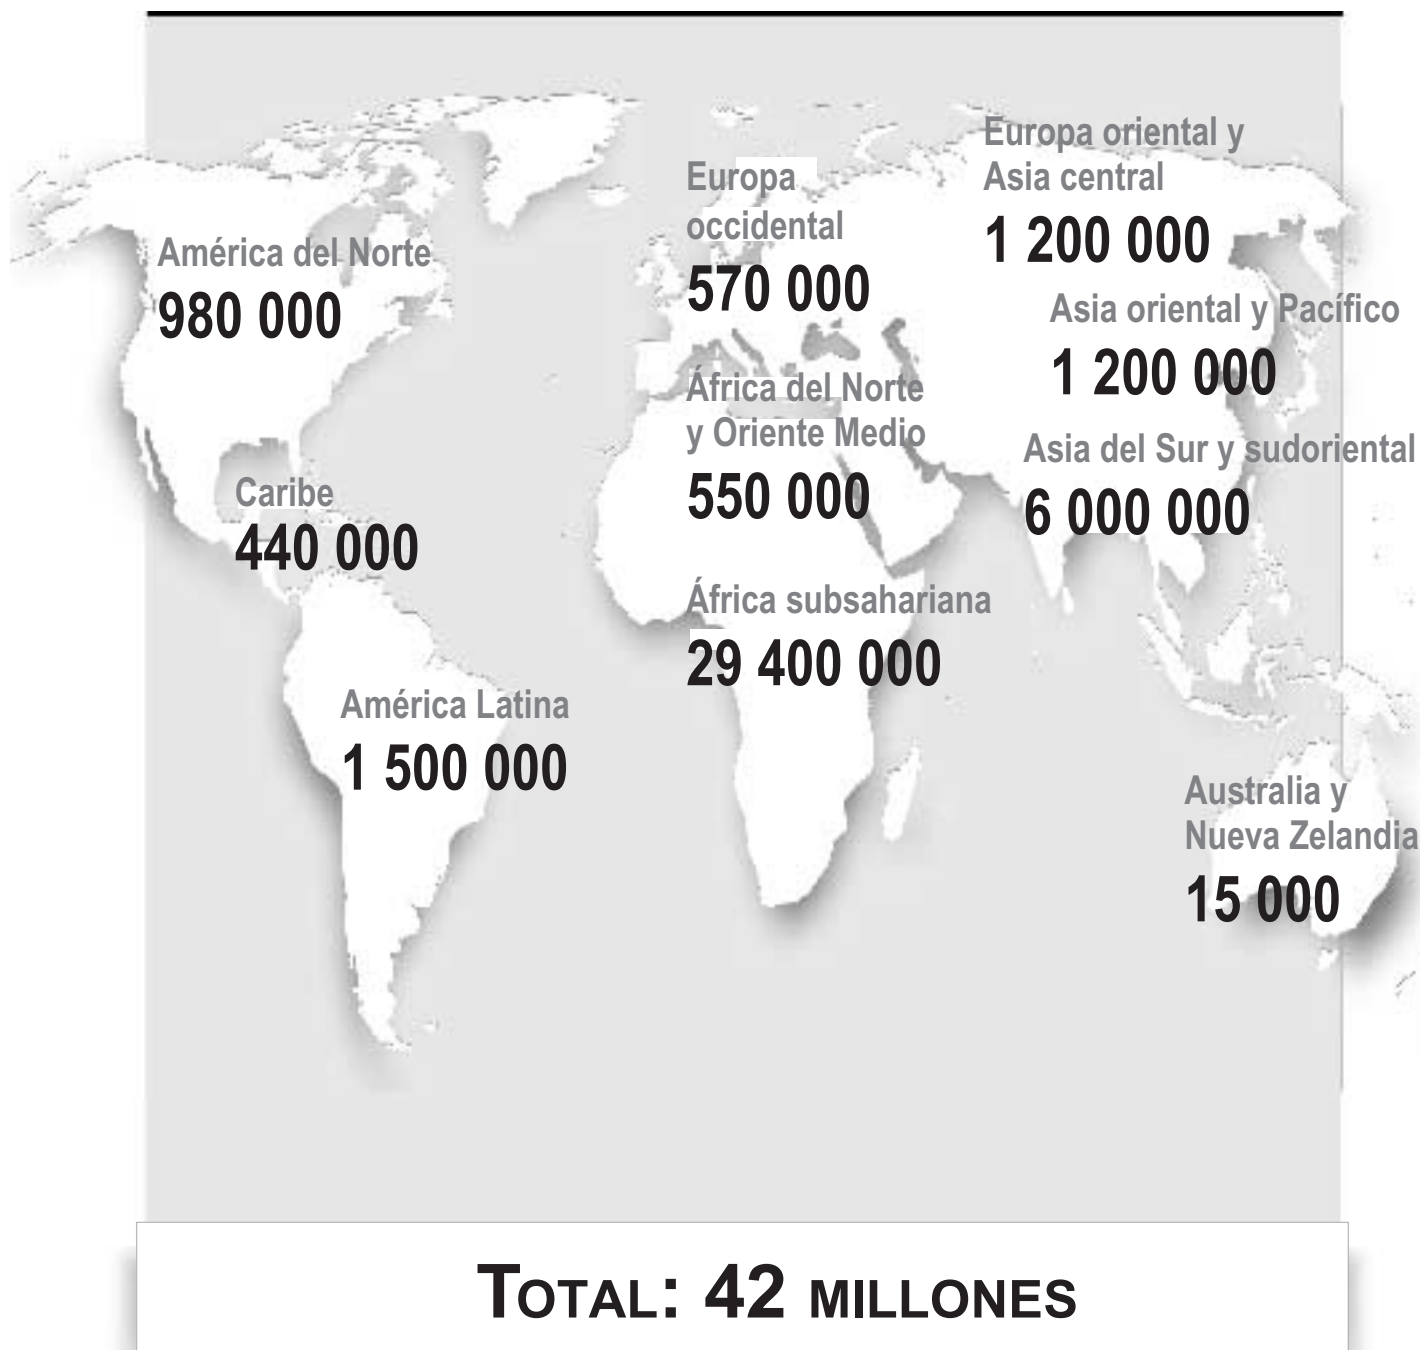 América del Norte
980 000
Caribe
440 000
América Latina
1 500 000
Europa
occidental
570 000
África del Norte
y Oriente Medio
550 000
África subsahariana
29 400 000
Europa oriental y
Asia central
1 200 000
Asia oriental y Pacífico
1 200 000
Asia del Sur y sudoriental
6 000 000
Australia y
Nueva Zelandia
15 000
TOTAL: 42 MILLONES